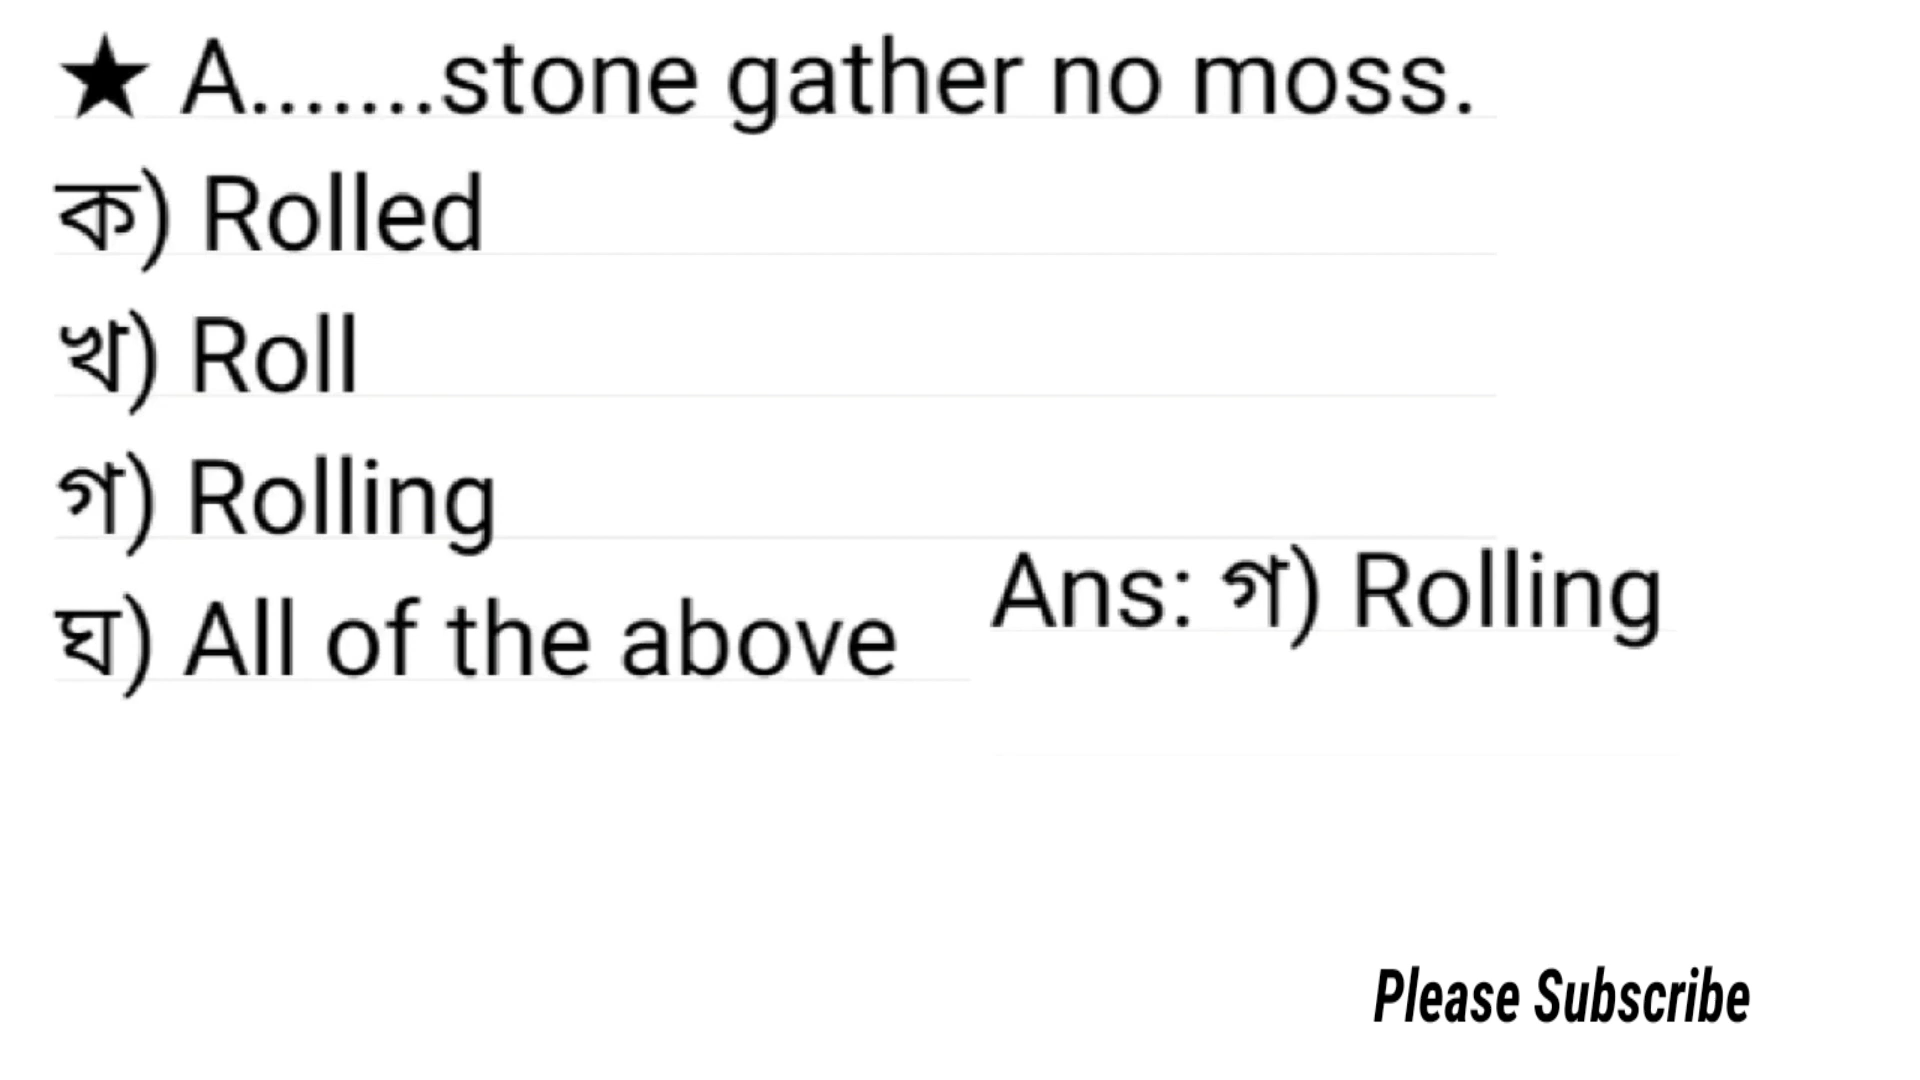 ★ A.......stone gather no moss.
ক) Rolled
খ) Roll
গ) Rolling
ঘ) All of the above
Ans: গ) Rolling
Please Subscribe